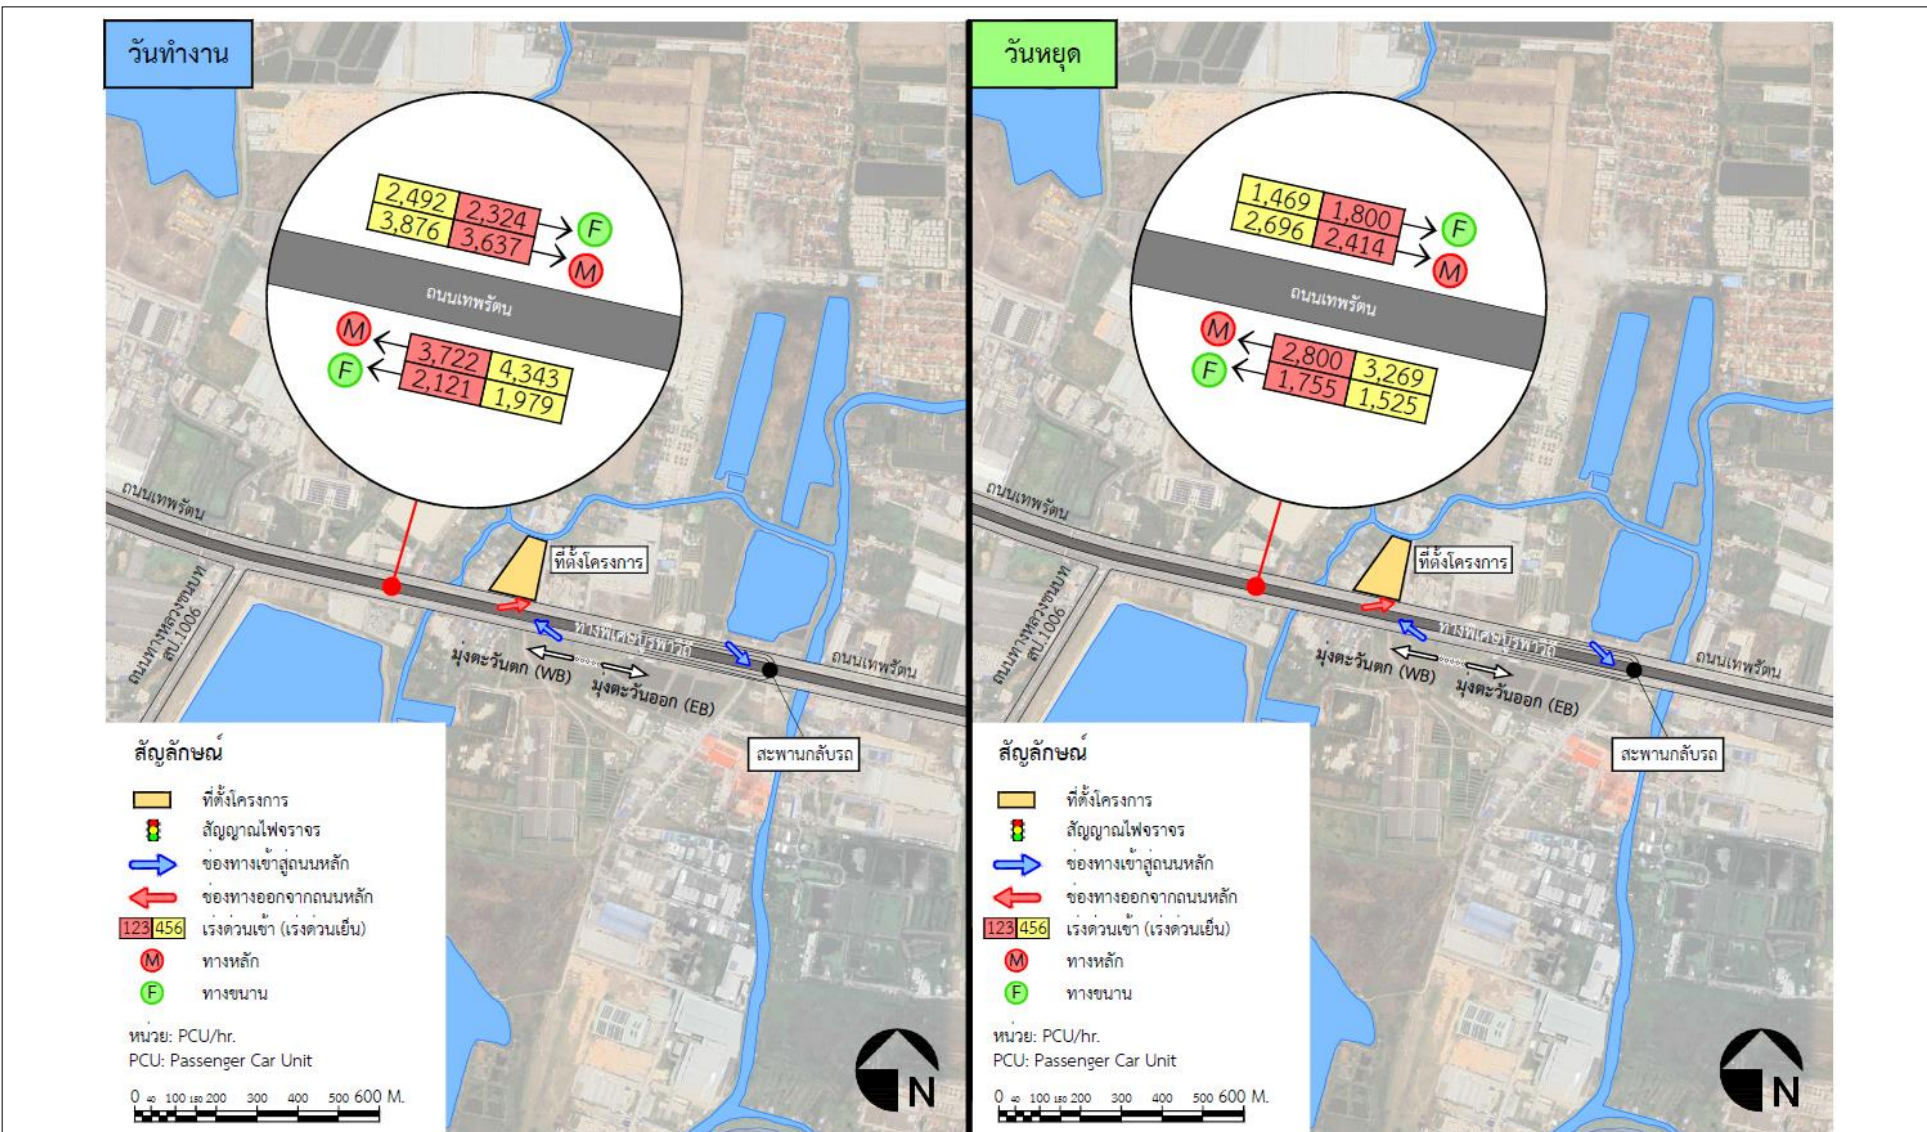 วันทำงาน
2,492 2,324 F
3,876 3,637 M
ถนนเทพรัตน
M 3,722 4,343
F 2,121 1,979
ถนนเทพรัตน
ถนนทางหลวงชนบท
สป.1006
ที่ตั้งโครงการ
ทางพิเศษบูรพาวิถี
มุ่งตะวันตก (WB)
มุ่งตะวันออก (EB)
ถนนเทพรัตน
สะพานกลับรถ
สัญลักษณ์
ที่ตั้งโครงการ
สัญญาณไฟจราจร
ช่องทางเข้าสู่ถนนหลัก
ช่องทางออกจากถนนหลัก
123 456 เร่งด่วนเช้า (เร่งด่วนเย็น)
M ทางหลัก
F ทางขนาน
หน่วย: PCU/hr.
PCU: Passenger Car Unit
0 40 100 150 200 300 400 500 600 M.
N
วันหยุด
1,469 1,800 F
2,696 2,414 M
ถนนเทพรัตน
M 2,800 3,269
F 1,755 1,525
ถนนเทพรัตน
ถนนทางหลวงชนบท
สป.1006
ที่ตั้งโครงการ
ทางพิเศษบูรพาวิถี
มุ่งตะวันตก (WB)
มุ่งตะวันออก (EB)
ถนนเทพรัตน
สะพานกลับรถ
สัญลักษณ์
ที่ตั้งโครงการ
สัญญาณไฟจราจร
ช่องทางเข้าสู่ถนนหลัก
ช่องทางออกจากถนนหลัก
123 456 เร่งด่วนเช้า (เร่งด่วนเย็น)
M ทางหลัก
F ทางขนาน
หน่วย: PCU/hr.
PCU: Passenger Car Unit
0 40 100 150 200 300 400 500 600 M.
N